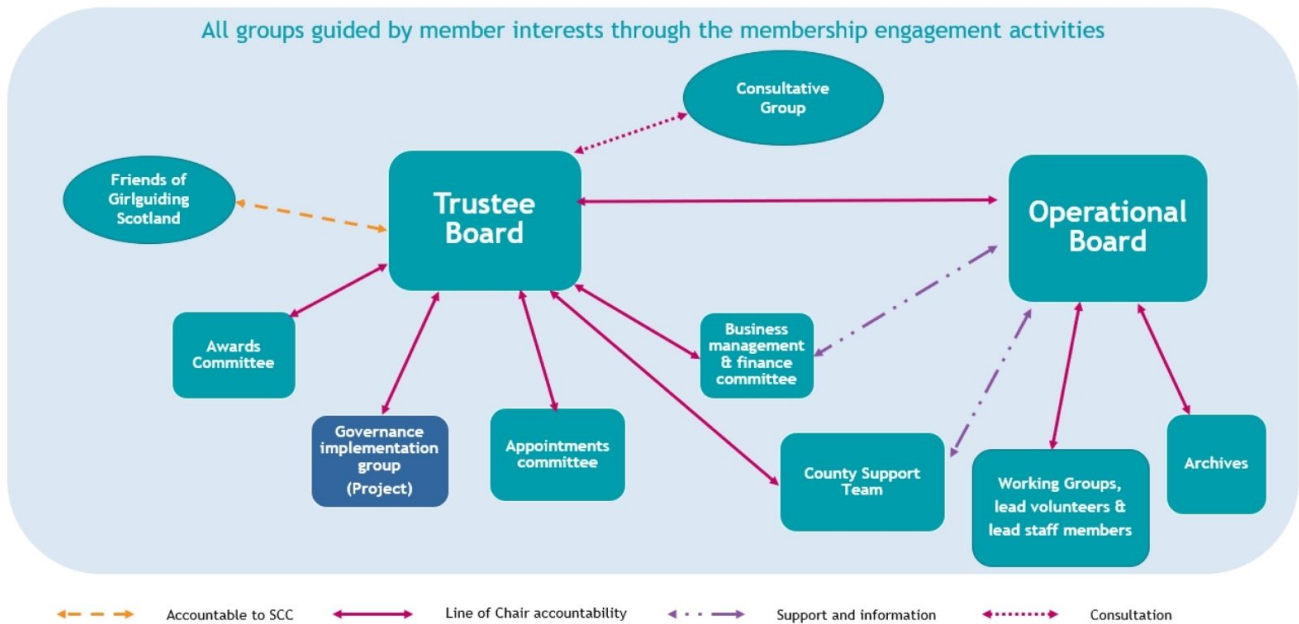 All groups guided by member interests through the membership engagement activities
Consultative
Group
Friends of
Girlguiding
Scotland
Trustee
Board
Operational
Board
Awards
Committee
Business
management
& finance
committee
Governance
implementation
group
(Project)
Appointments
committee
County Support
Team
Working Groups,
lead volunteers &
lead staff members
Archives
Accountable to SCC
Line of Chair accountability
Support and information
Consultation